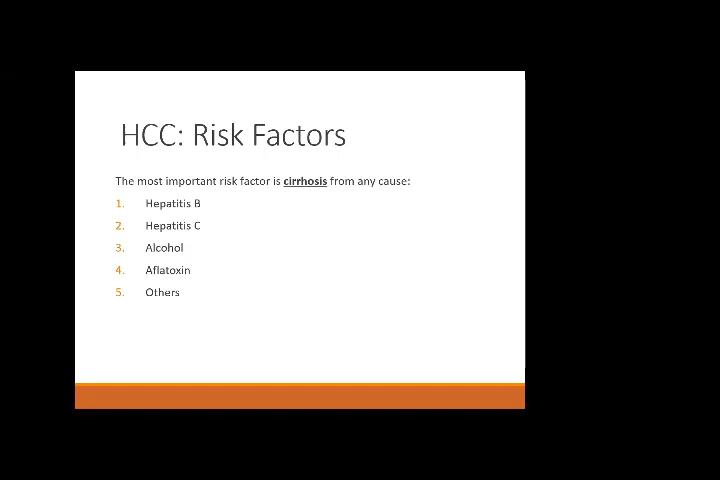 HCC: Risk Factors
The most important risk factor is cirrhosis from any cause:
1. Hepatitis B
2. Hepatitis C
3. Alcohol
4. Aflatoxin
5. Others